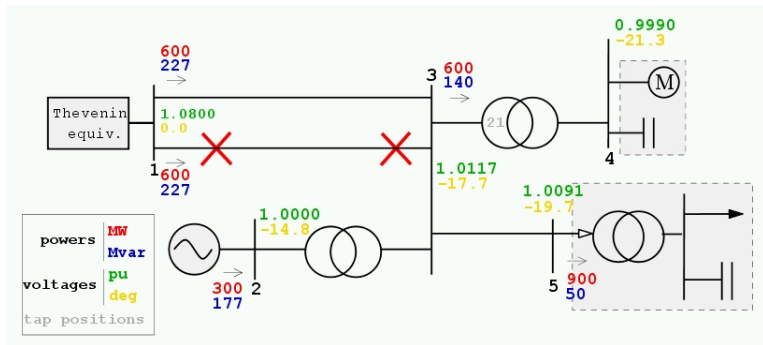 0.9990
-21.3
600
227
3
600
140
M
Thevenin
equiv.
1.0800
0.0
21
1
600
227
4
1.0117
-17.7
1.0091
-19.7
1.0000
-14.8
powers
MW
Mvar
voltages
pu
deg
tap positions
300
177
2
5
900
50